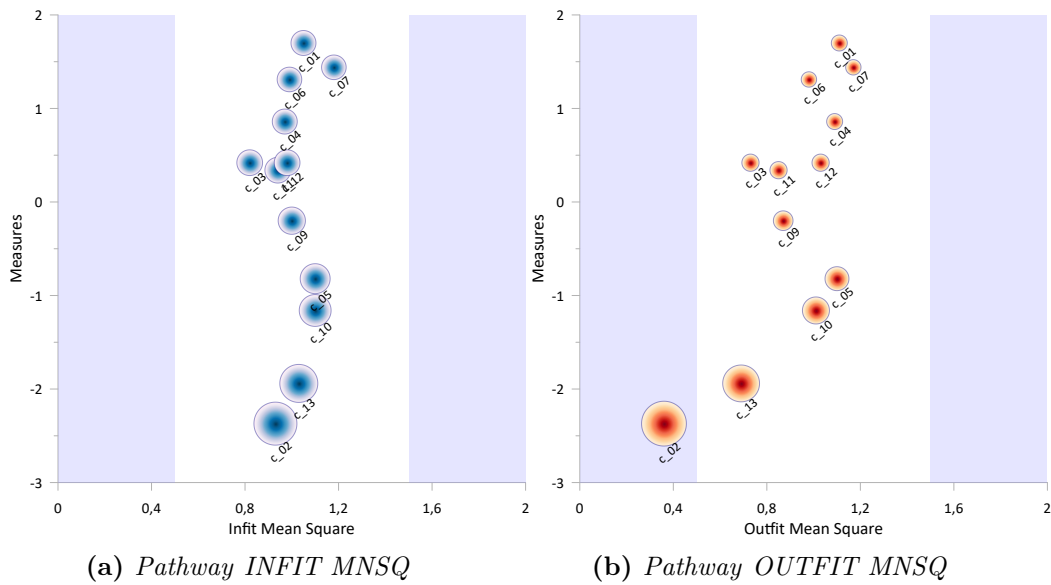 2
1
0
-1
-2
-3
Measures
c_01
c_07
c_06
c_04
c_03
c_12
c_09
c_05
c_10
c_13
c_02
0
0,4
0,8
1,2
1,6
2
Infit Mean Square
(a) Pathway INFIT MNSQ
2
1
0
-1
-2
-3
Measures
c_01
c_07
c_06
c_04
c_03
c_11
c_12
c_09
c_05
c_10
c_13
c_02
0
0,4
0,8
1,2
1,6
2
Outfit Mean Square
(b) Pathway OUTFIT MNSQ